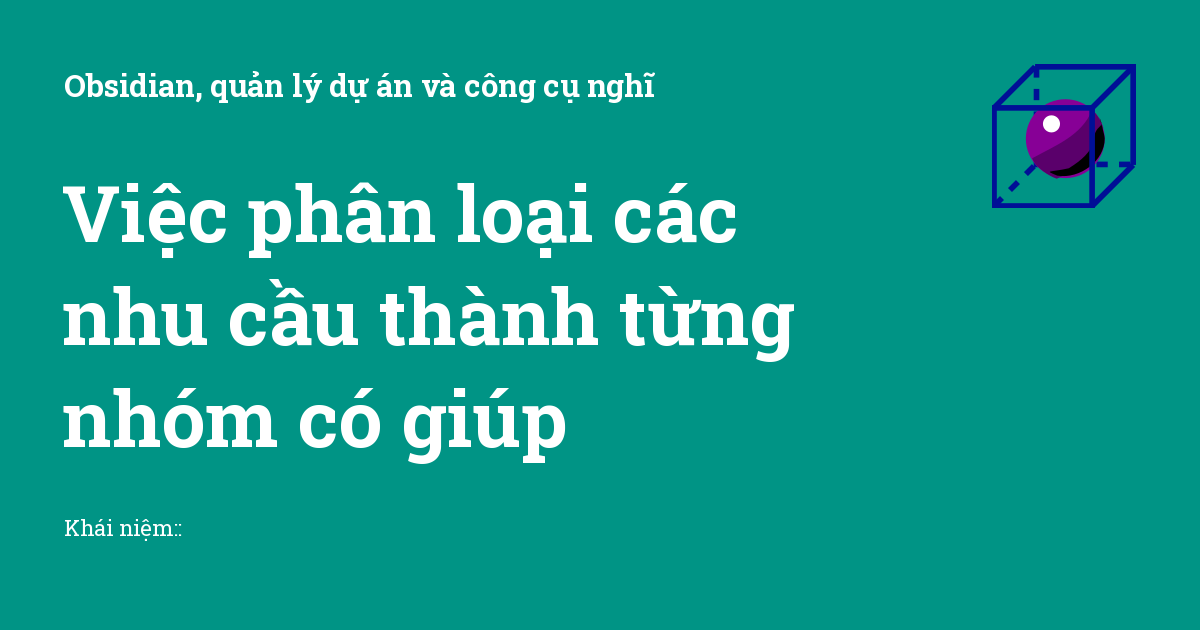 Obsidian, quản lý dự án và công cụ nghĩ
Việc phân loại các
nhu cầu thành từng
nhóm có giúp
Khái niệm::